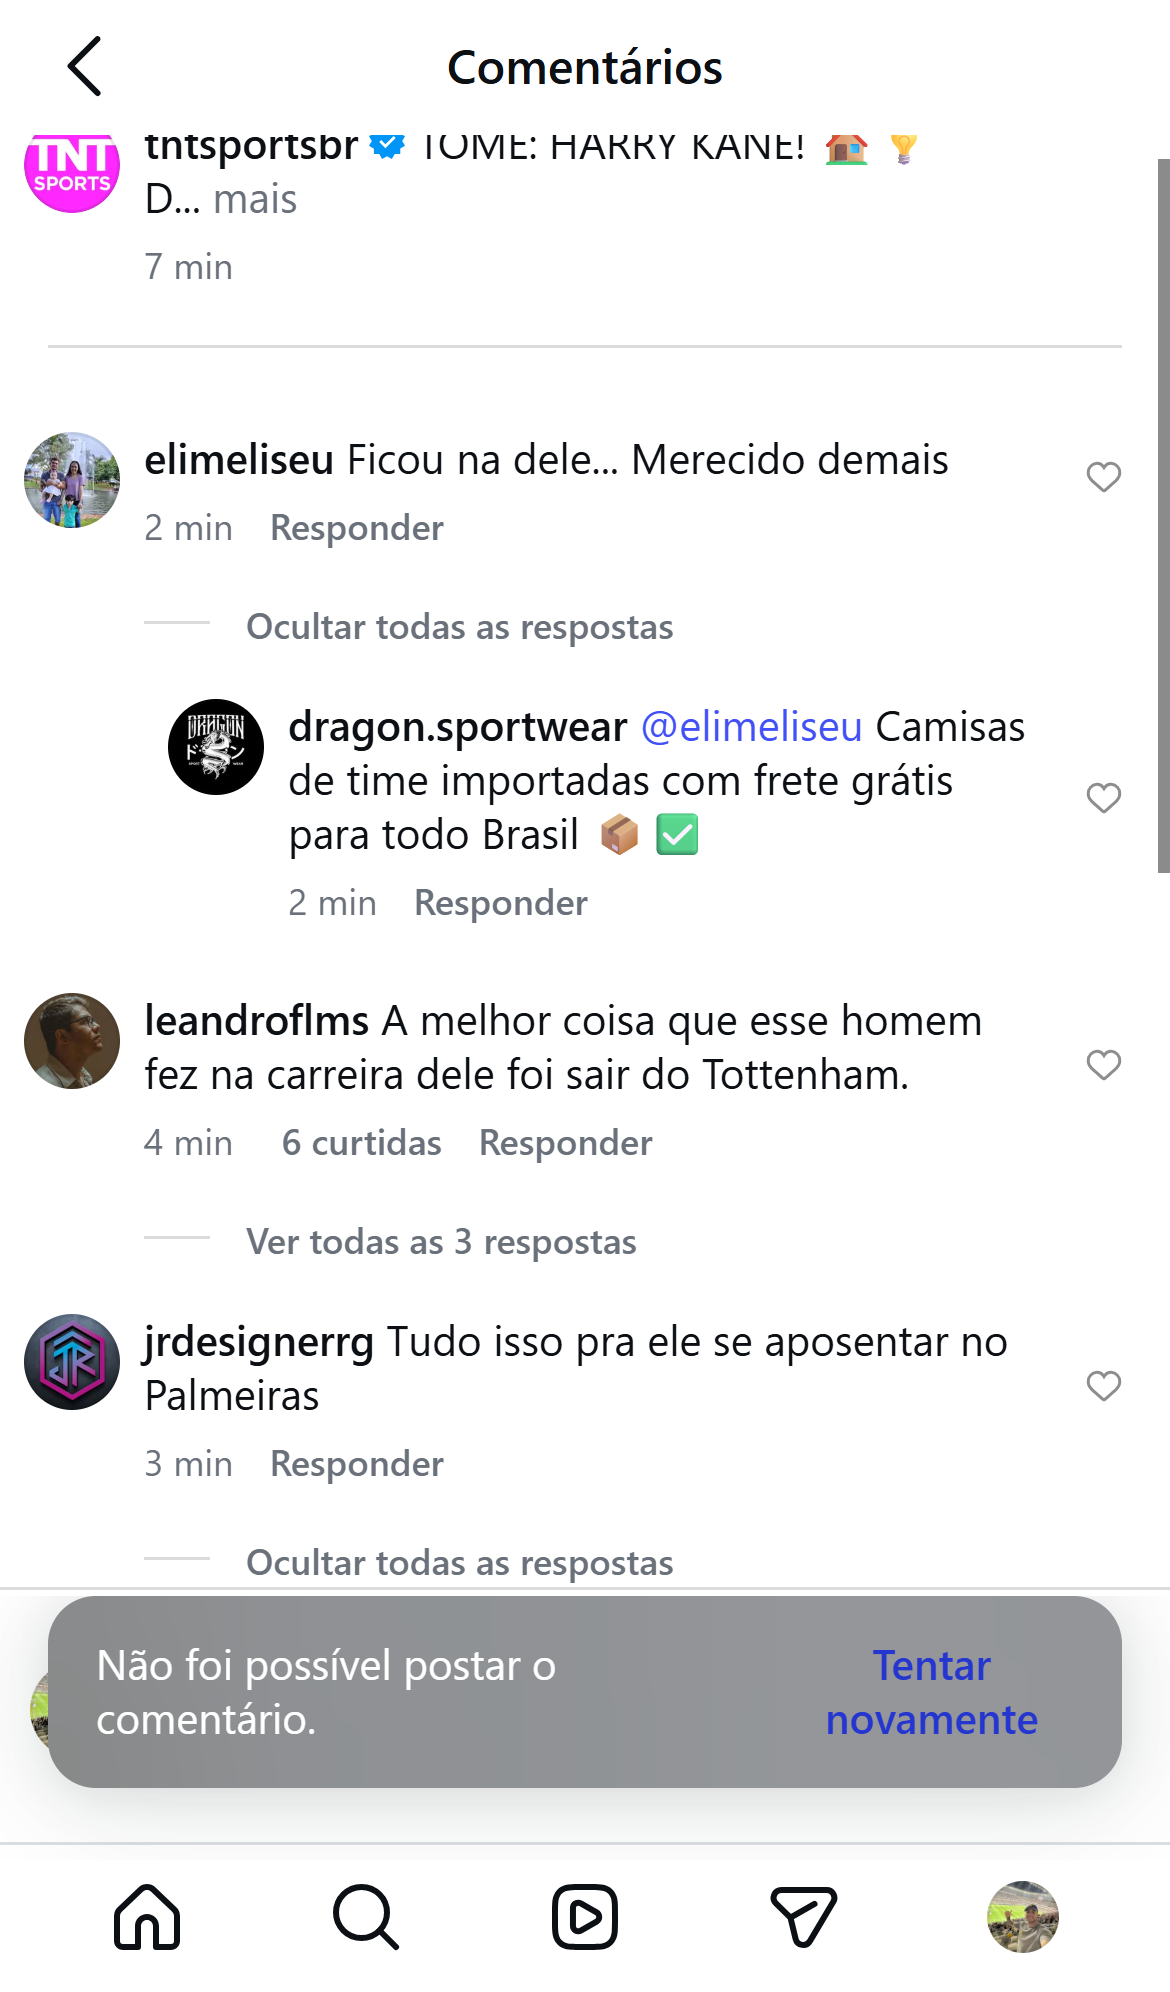 Comentários
TNT
SPORTS
tntsportsbr TOME: HARRY KANE!
D... mais
7 min
elimeliseu Ficou na dele... Merecido demais
2 min Responder
Ocultar todas as respostas
DRAGON
dragon.sportwear @elimeliseu Camisas
de time importadas com frete grátis
para todo Brasil
2 min Responder
leandroflms A melhor coisa que esse homem
fez na carreira dele foi sair do Tottenham.
4 min 6 curtidas Responder
Ver todas as 3 respostas
JR
jrdesignerrg Tudo isso pra ele se aposentar no
Palmeiras
3 min Responder
Ocultar todas as respostas
Não foi possível postar o
comentário.
Tentar
novamente